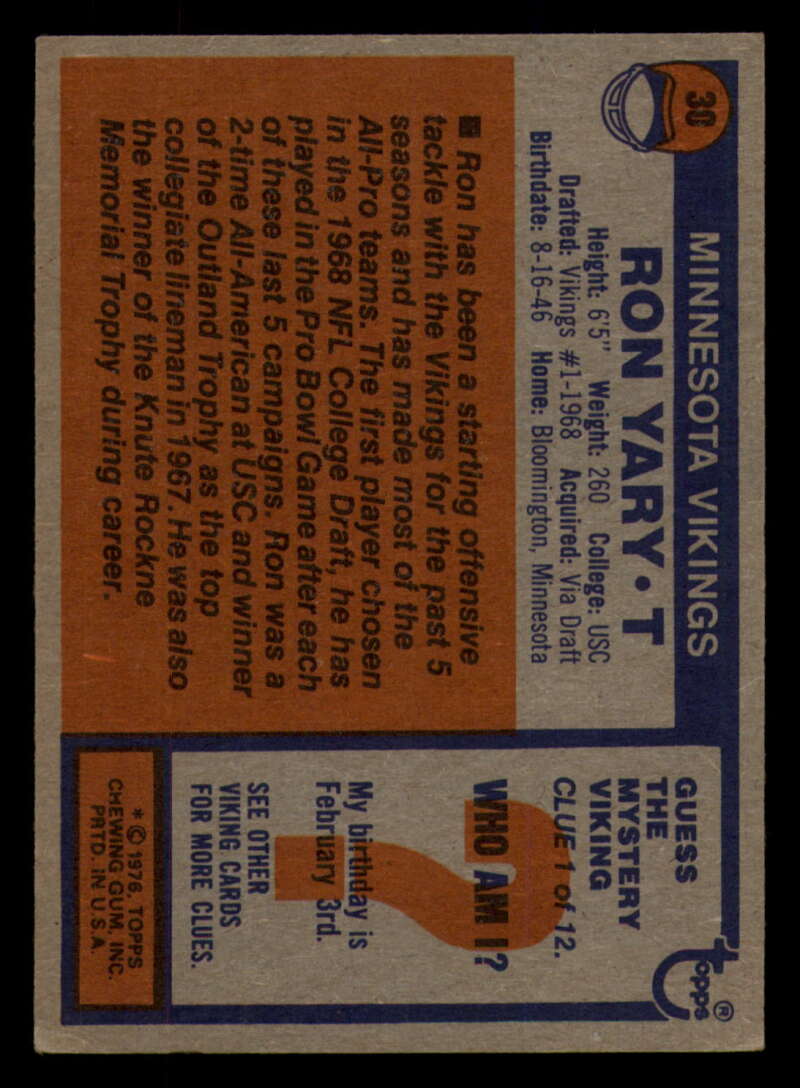 30
MINNESOTA VIKINGS
RON YARY • T
Height: 6'5" Weight: 260 College: USC
Drafted: Vikings #1-1968 Acquired: Via Draft
Birthdate: 8-16-46 Home: Bloomington, Minnesota
■ Ron has been a starting offensive
tackle with the Vikings for the past 5
seasons and has made most of the
All-Pro teams. The first player chosen
in the 1968 NFL College Draft, he has
played in the Pro Bowl Game after each
of these last 5 campaigns. Ron was a
2-time All-American at USC and winner
of the Outland Trophy as the top
collegiate lineman in 1967. He was also
the winner of the Knute Rockne
Memorial Trophy during career.
topps®
GUESS
THE
MYSTERY
VIKING
CLUE 1 of 12.
?
WHO AM I?
My birthday is
February 3rd.
SEE OTHER
VIKING CARDS
FOR MORE CLUES.
* © 1976, TOPPS
CHEWING GUM, INC.
PRTD. IN U.S.A.